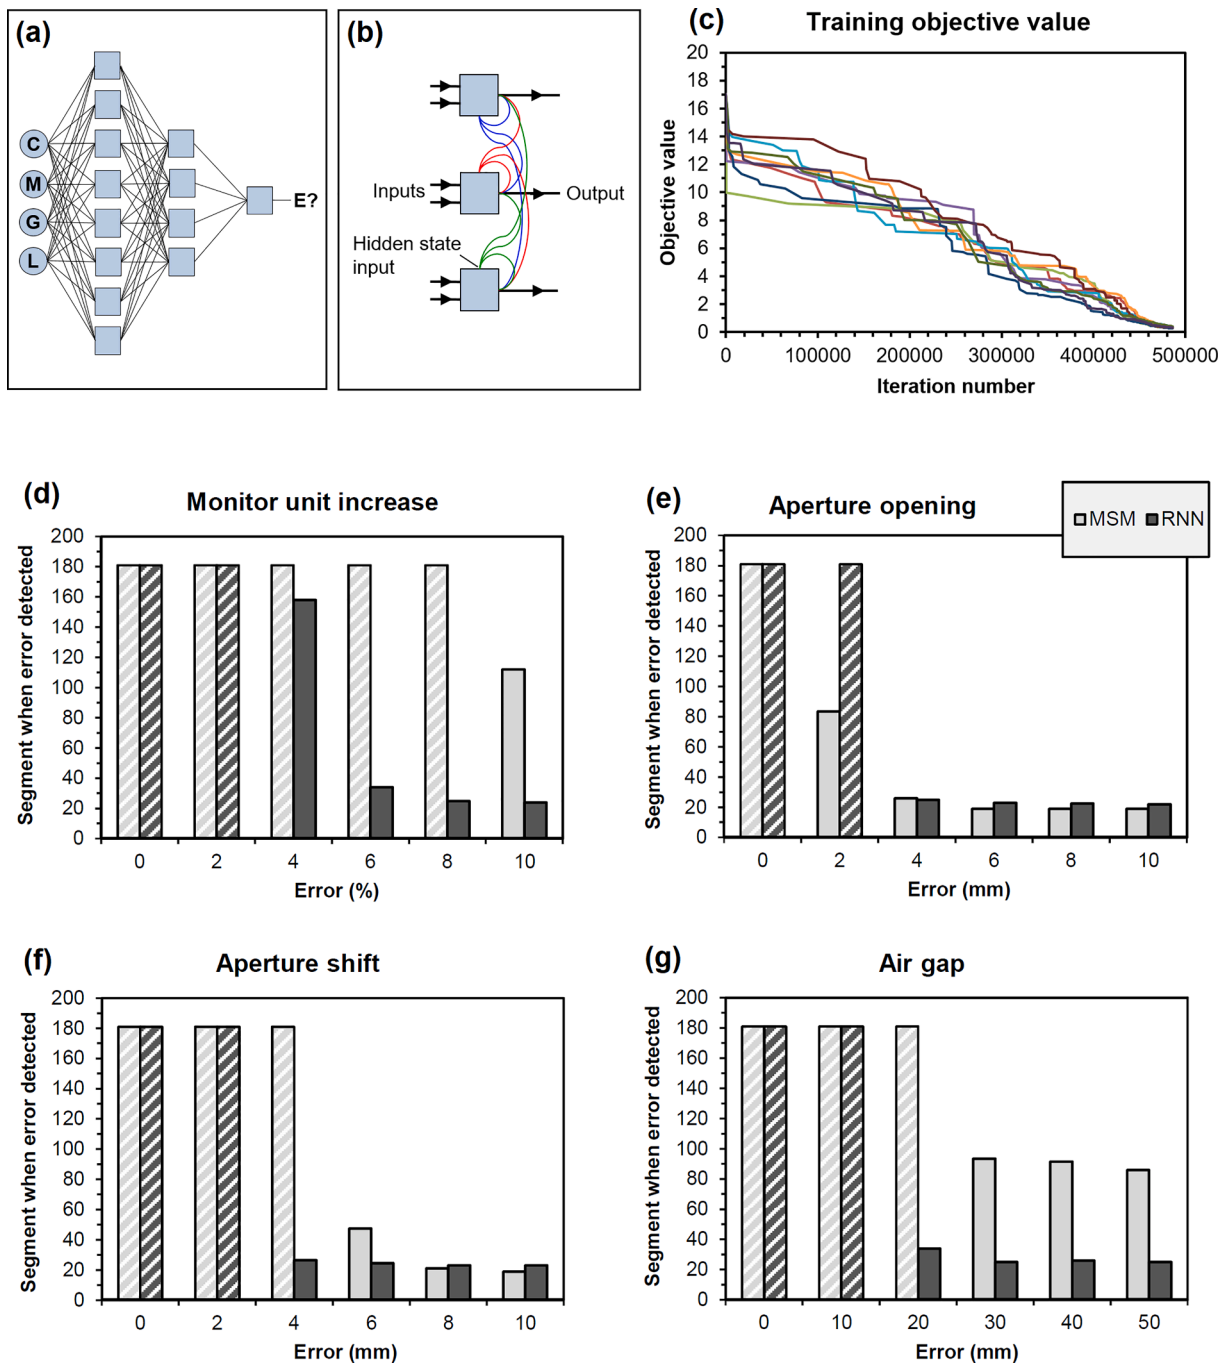 (a)
C
M
G
L
E?
(b)
Inputs
Output
Hidden state
input
(c)
Training objective value
Objective value
20
18
16
14
12
10
8
6
4
2
0
0 100000 200000 300000 400000 500000
Iteration number
(d)
Monitor unit increase
Segment when error detected
200
180
160
140
120
100
80
60
40
20
0
0 2 4 6 8 10
Error (%)
(e)
Aperture opening
MSM RNN
Segment when error detected
200
180
160
140
120
100
80
60
40
20
0
0 2 4 6 8 10
Error (mm)
(f)
Aperture shift
Segment when error detected
200
180
160
140
120
100
80
60
40
20
0
0 2 4 6 8 10
Error (mm)
(g)
Air gap
Segment when error detected
200
180
160
140
120
100
80
60
40
20
0
0 10 20 30 40 50
Error (mm)